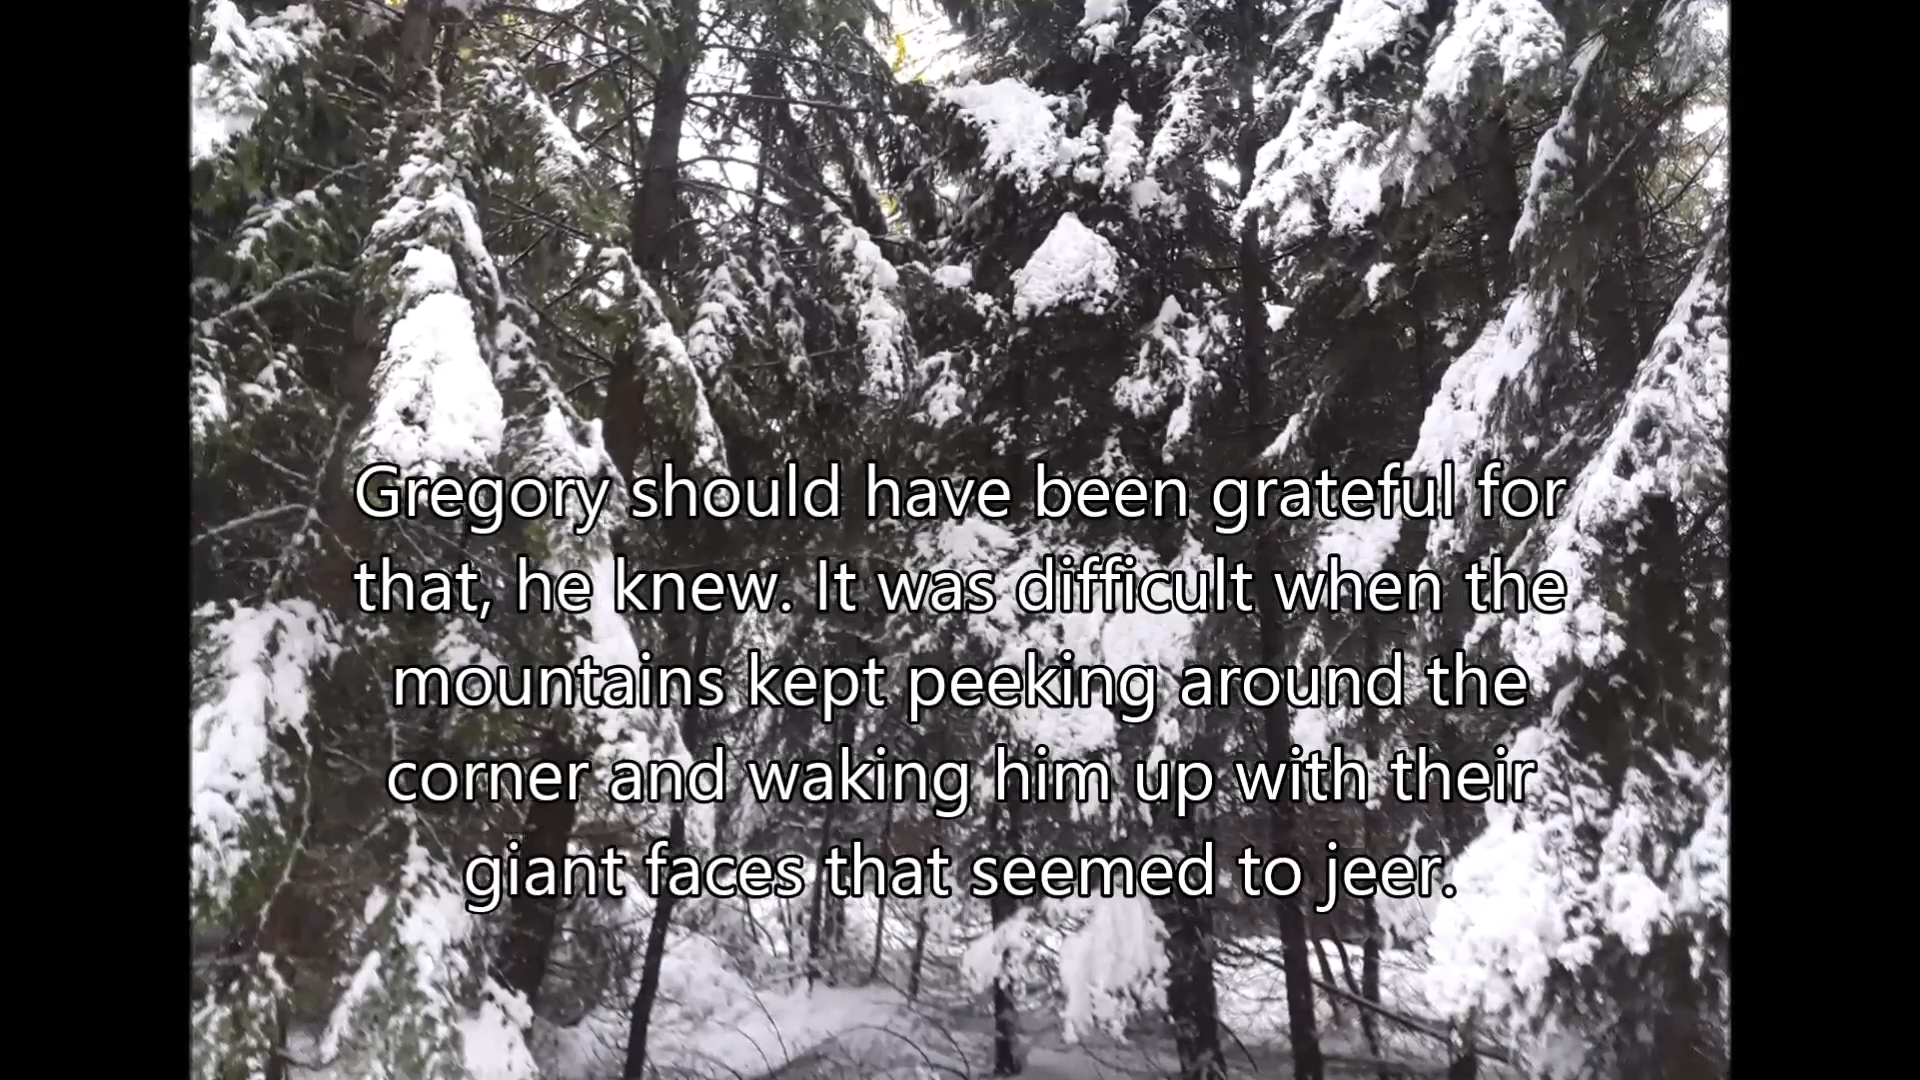 Gregory should have been grateful for
that, he knew. It was difficult when the
mountains kept peeking around the
corner and waking him up with their
giant faces that seemed to jeer.